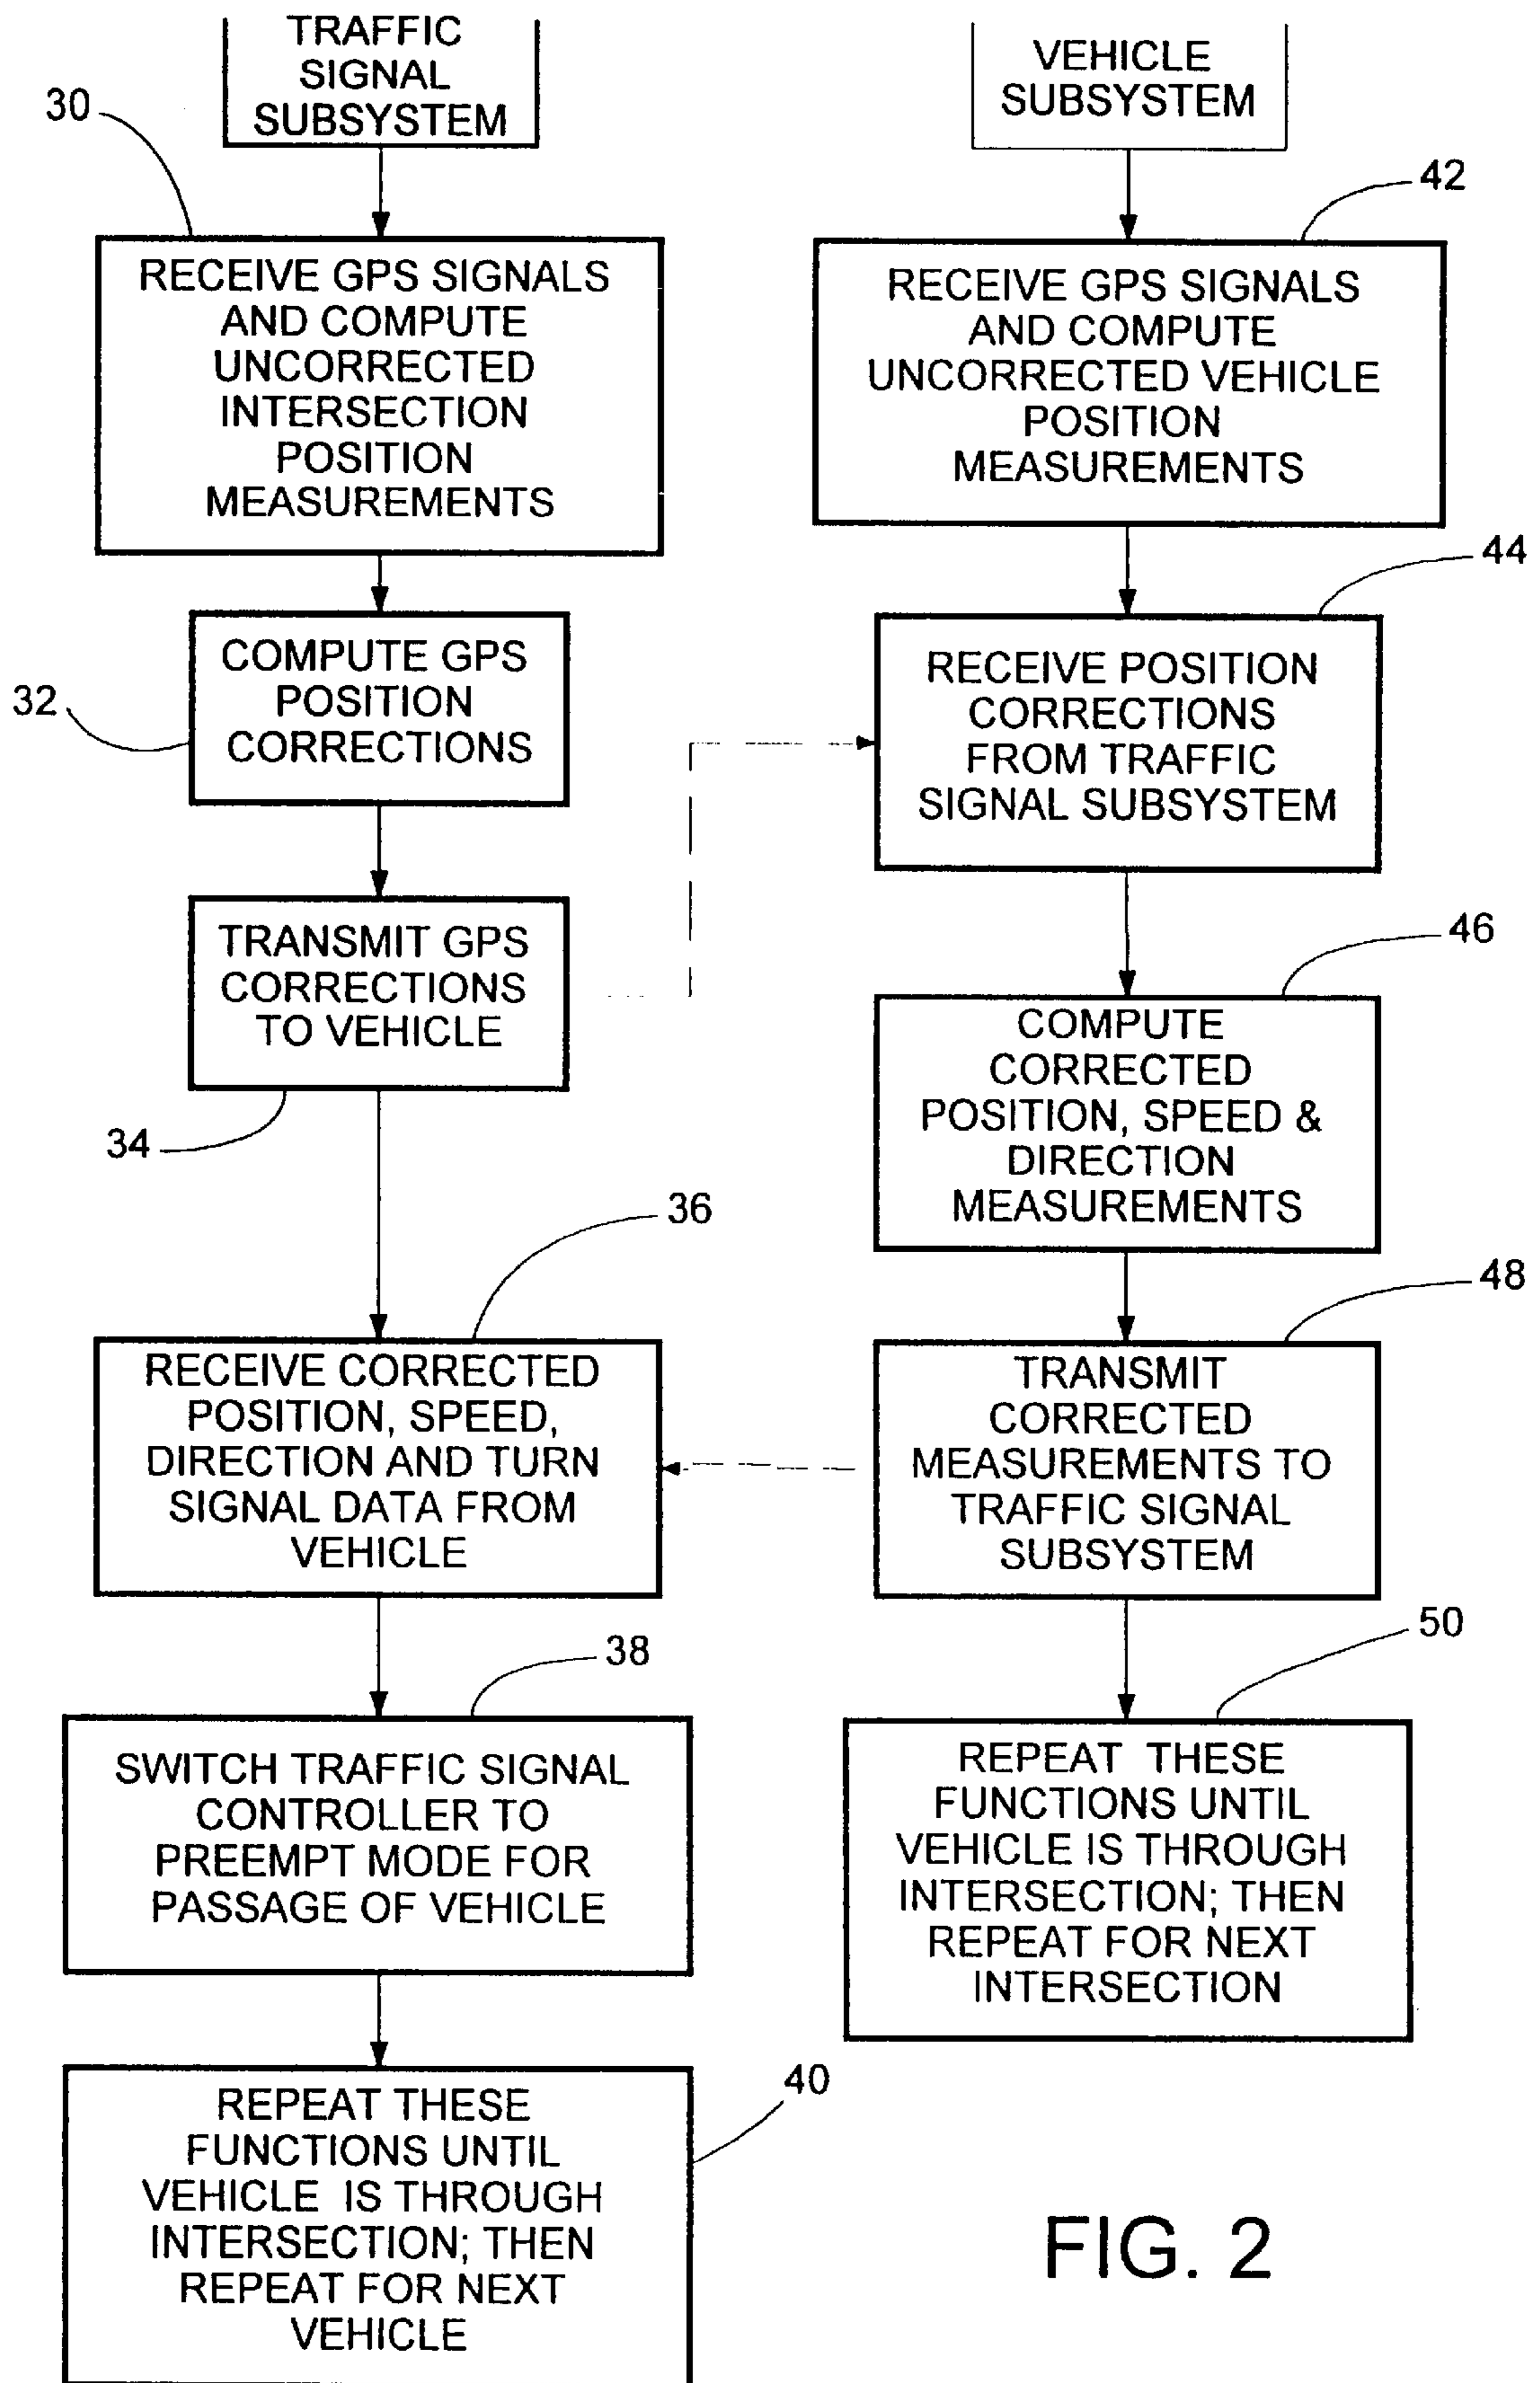 TRAFFIC
SIGNAL
SUBSYSTEM
30
RECEIVE GPS SIGNALS
AND COMPUTE
UNCORRECTED
INTERSECTION
POSITION
MEASUREMENTS
32
COMPUTE GPS
POSITION
CORRECTIONS
TRANSMIT GPS
CORRECTIONS
TO VEHICLE
34
36
RECEIVE CORRECTED
POSITION, SPEED,
DIRECTION AND TURN
SIGNAL DATA FROM
VEHICLE
38
SWITCH TRAFFIC SIGNAL
CONTROLLER TO
PREEMPT MODE FOR
PASSAGE OF VEHICLE
40
REPEAT THESE
FUNCTIONS UNTIL
VEHICLE IS THROUGH
INTERSECTION; THEN
REPEAT FOR NEXT
VEHICLE
VEHICLE
SUBSYSTEM
42
RECEIVE GPS SIGNALS
AND COMPUTE
UNCORRECTED VEHICLE
POSITION
MEASUREMENTS
44
RECEIVE POSITION
CORRECTIONS
FROM TRAFFIC
SIGNAL SUBSYSTEM
46
COMPUTE
CORRECTED
POSITION, SPEED &
DIRECTION
MEASUREMENTS
48
TRANSMIT
CORRECTED
MEASUREMENTS TO
TRAFFIC SIGNAL
SUBSYSTEM
50
REPEAT THESE
FUNCTIONS UNTIL
VEHICLE IS THROUGH
INTERSECTION; THEN
REPEAT FOR NEXT
INTERSECTION
FIG. 2